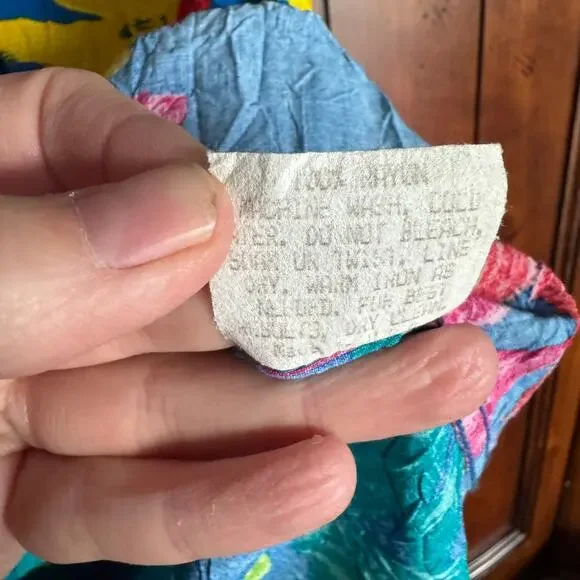 100% RAYON
MACHINE WASH, COLD
WATER. DO NOT BLEACH,
SOAK OR TWIST. LINE
DRY. WARM IRON AS
NEEDED. FOR BEST
RESULTS, DRY CLEAN.